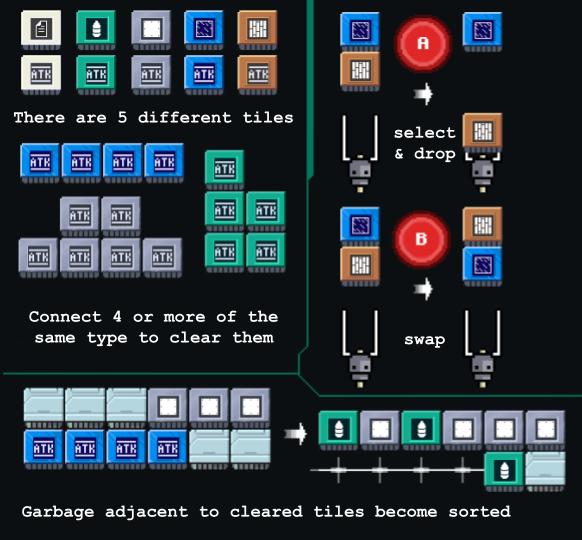 ATK ATK ATK ATK ATK
There are 5 different tiles
ATK ATK ATK ATK
ATK
ATK ATK
ATK ATK
ATK ATK ATK ATK
ATK ATK
Connect 4 or more of the
same type to clear them
A
select
& drop
B
swap
ATK ATK ATK ATK
Garbage adjacent to cleared tiles become sorted